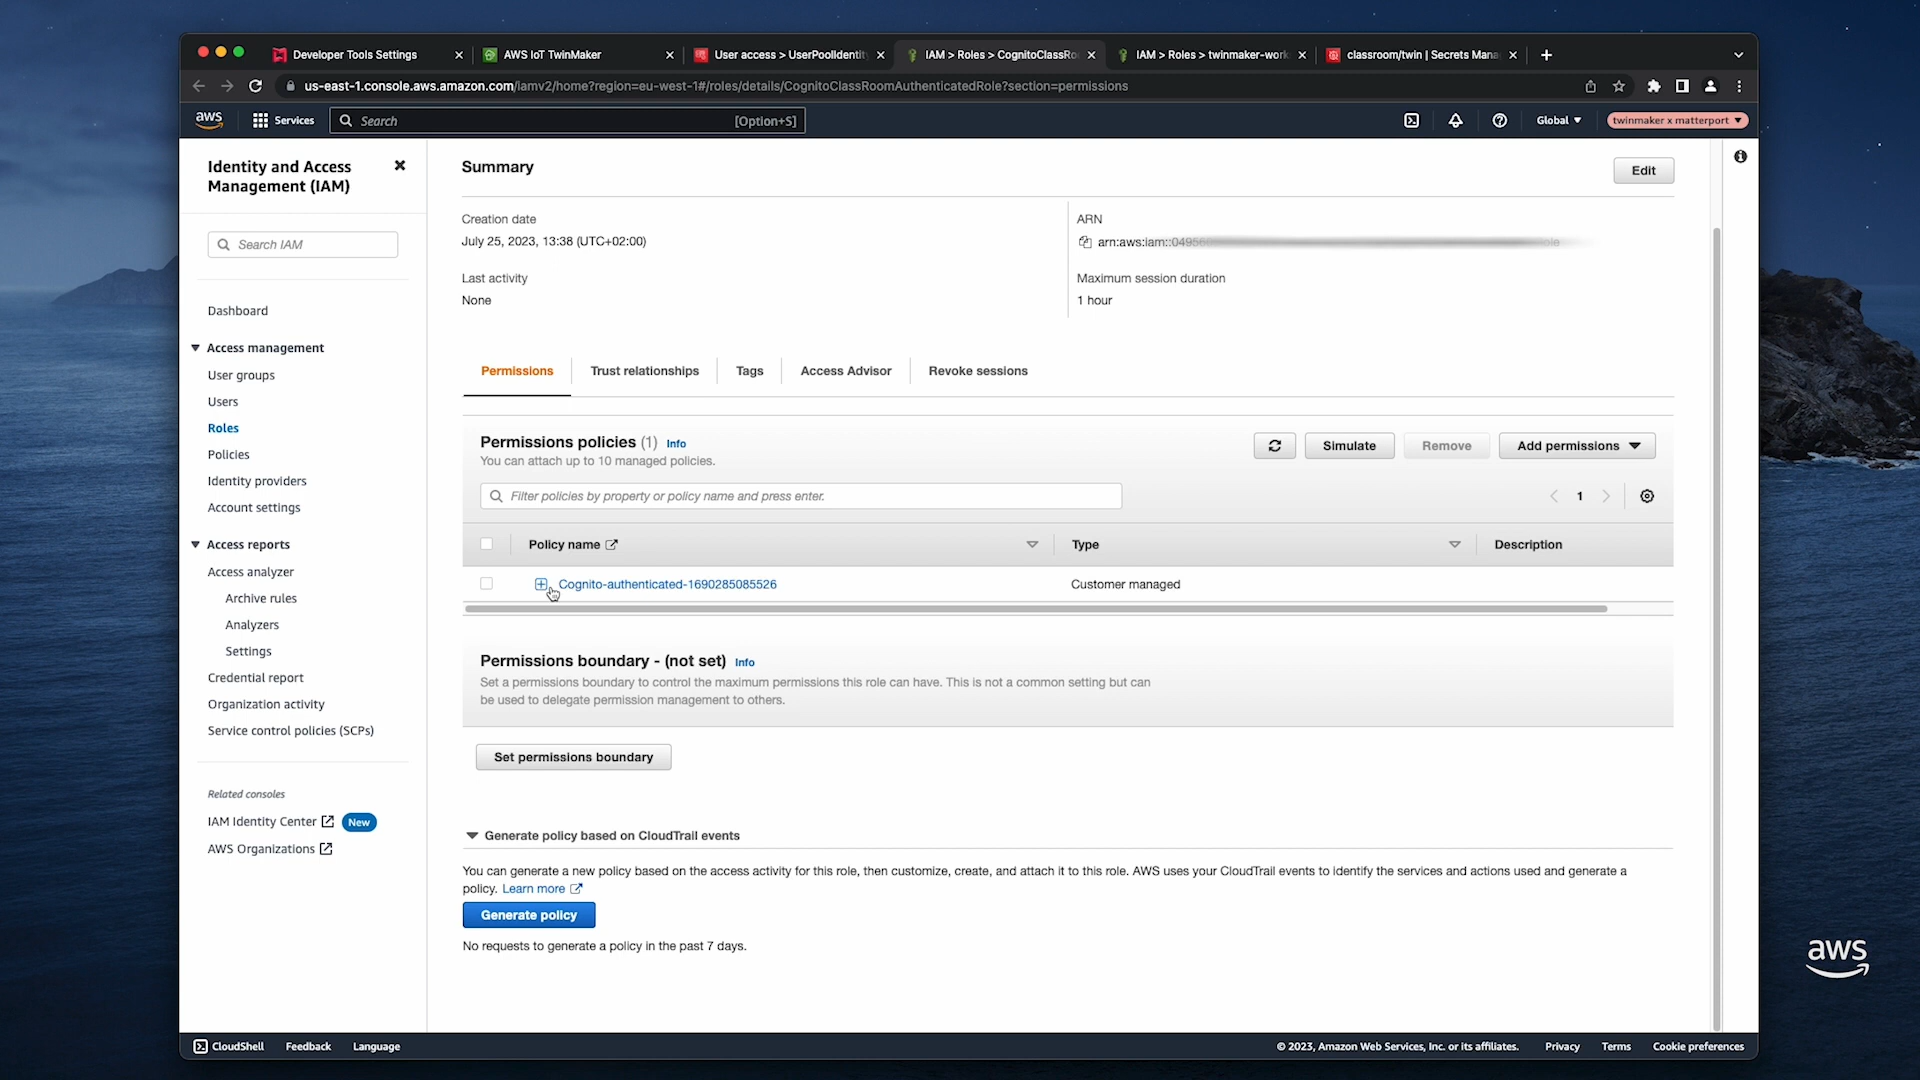 Developer Tools Settings
AWS IoT TwinMaker
User access > UserPoolIdentit
IAM > Roles > CognitoClassRo
IAM > Roles > twinmaker-work
classroom/twin | Secrets Mana
us-east-1.console.aws.amazon.com/iamv2/home?region=eu-west-1#/roles/details/CognitoClassRoomAuthenticatedRole?section=permissions
aws
Services
Search
[Option+S]
Global
twinmaker x matterport
Identity and Access Management (IAM)
Search IAM
Dashboard
Access management
User groups
Users
Roles
Policies
Identity providers
Account settings
Access reports
Access analyzer
Archive rules
Analyzers
Settings
Credential report
Organization activity
Service control policies (SCPs)
Related consoles
IAM Identity Center
New
AWS Organizations
Summary
Edit
Creation date
July 25, 2023, 13:38 (UTC+02:00)
ARN
arn:aws:iam::0495
Last activity
None
Maximum session duration
1 hour
Permissions
Trust relationships
Tags
Access Advisor
Revoke sessions
Permissions policies (1) Info
You can attach up to 10 managed policies.
Simulate
Remove
Add permissions
Filter policies by property or policy name and press enter.
1
Policy name
Type
Description
Cognito-authenticated-1690285085526
Customer managed
Permissions boundary - (not set) Info
Set a permissions boundary to control the maximum permissions this role can have. This is not a common setting but can
be used to delegate permission management to others.
Set permissions boundary
Generate policy based on CloudTrail events
You can generate a new policy based on the access activity for this role, then customize, create, and attach it to this role. AWS uses your CloudTrail events to identify the services and actions used and generate a
policy. Learn more
Generate policy
No requests to generate a policy in the past 7 days.
aws
CloudShell
Feedback
Language
© 2023, Amazon Web Services, Inc. or its affiliates.
Privacy
Terms
Cookie preferences